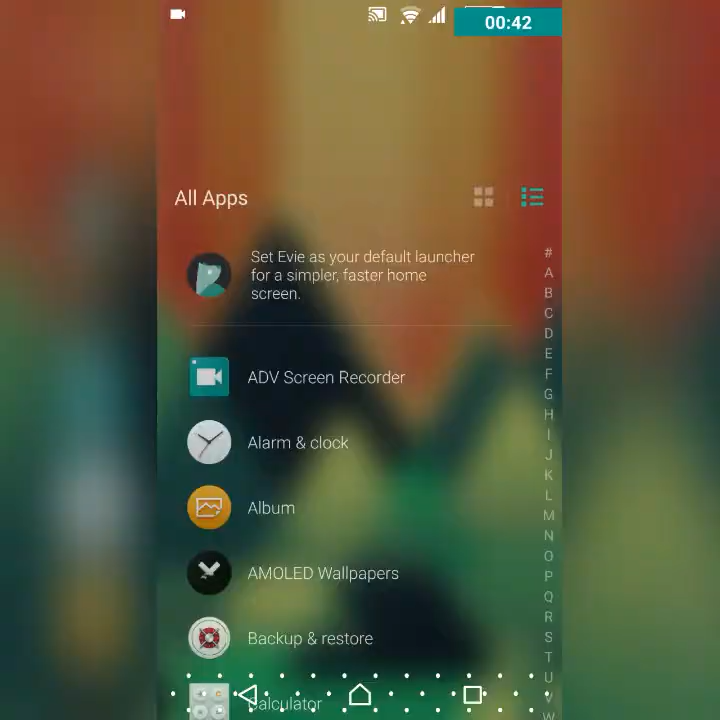 00:42
All Apps
Set Evie as your default launcher
for a simpler, faster home
screen.
ADV Screen Recorder
Alarm & clock
Album
AMOLED Wallpapers
Backup & restore
Calculator
#
A
B
C
D
E
F
G
H
I
J
K
L
M
N
O
P
Q
R
S
T
U
V
W